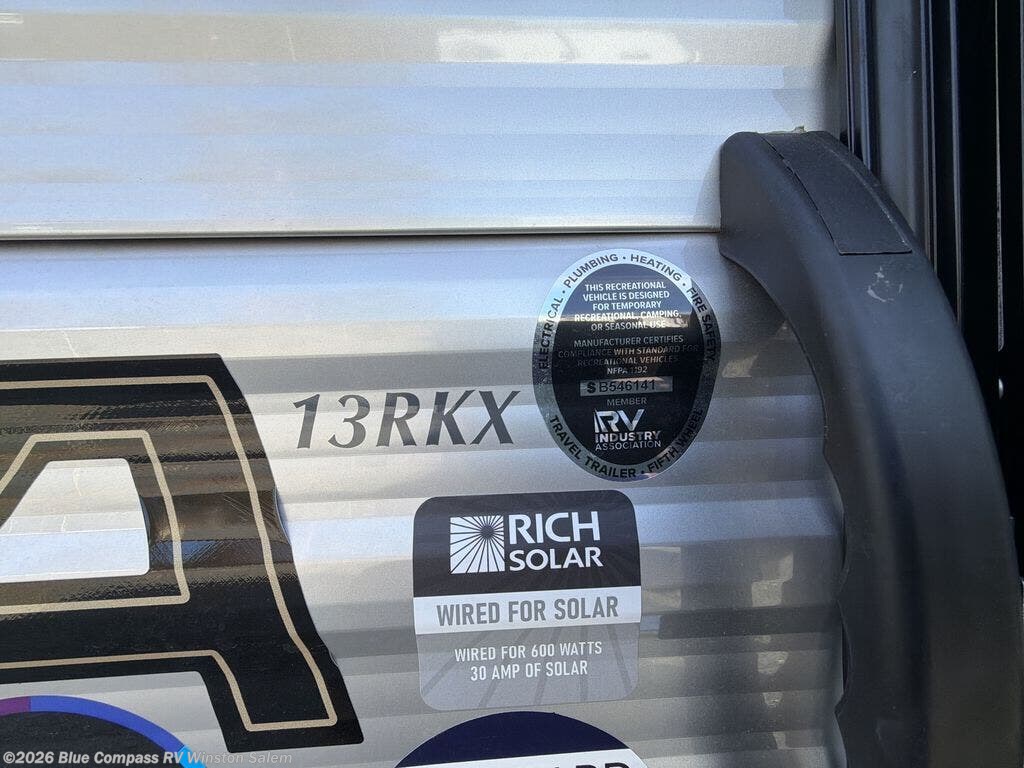 ELECTRICAL • PLUMBING • HEATING • FIRE SAFETY
THIS RECREATIONAL
VEHICLE IS DESIGNED
FOR TEMPORARY
RECREATIONAL, CAMPING,
OR SEASONAL USE
MANUFACTURER CERTIFIES
COMPLIANCE WITH STANDARD FOR
RECREATIONAL VEHICLES
NFPA 1192
$B546141
MEMBER
RV
INDUSTRY
ASSOCIATION
TRAVEL TRAILER • FIFTH WHEEL
13RKX
A
RICH
SOLAR
WIRED FOR SOLAR
WIRED FOR 600 WATTS
30 AMP OF SOLAR
©2026 Blue Compass RV Winston Salem